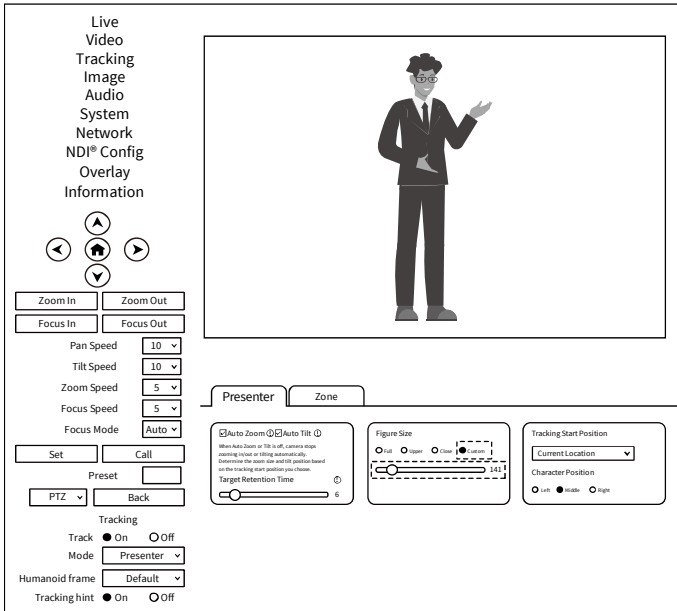 Live
Video
Tracking
Image
Audio
System
Network
NDI® Config
Overlay
Information
Zoom In Zoom Out
Focus In Focus Out
Pan Speed 10
Tilt Speed 10
Zoom Speed 5
Focus Speed 5
Focus Mode Auto
Set Call
Preset
PTZ Back
Tracking
Track On Off
Mode Presenter
Humanoid frame Default
Tracking hint On Off
Presenter Zone
Auto Zoom Auto Tilt
When Auto Zoom or Tilt is off, camera stops
zooming in/out or tilting automatically.
Determine the zoom size and tilt position based
on the tracking start position you choose.
Target Retention Time
6
Figure Size
Full Upper Close Custom
141
Tracking Start Position
Current Location
Character Position
Left Middle Right